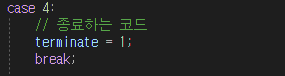 case 4:
// 종료하는 코드
terminate = 1;
break;